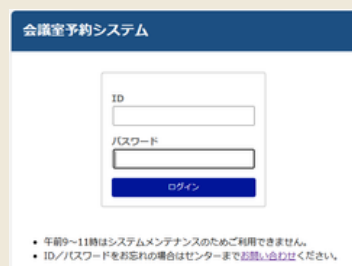 会議室予約システム
ID
パスワード
ログイン
• 午前9～11時はシステムメンテナンスのためご利用できません。
• ID／パスワードをお忘れの場合はセンターまでお問い合わせください。